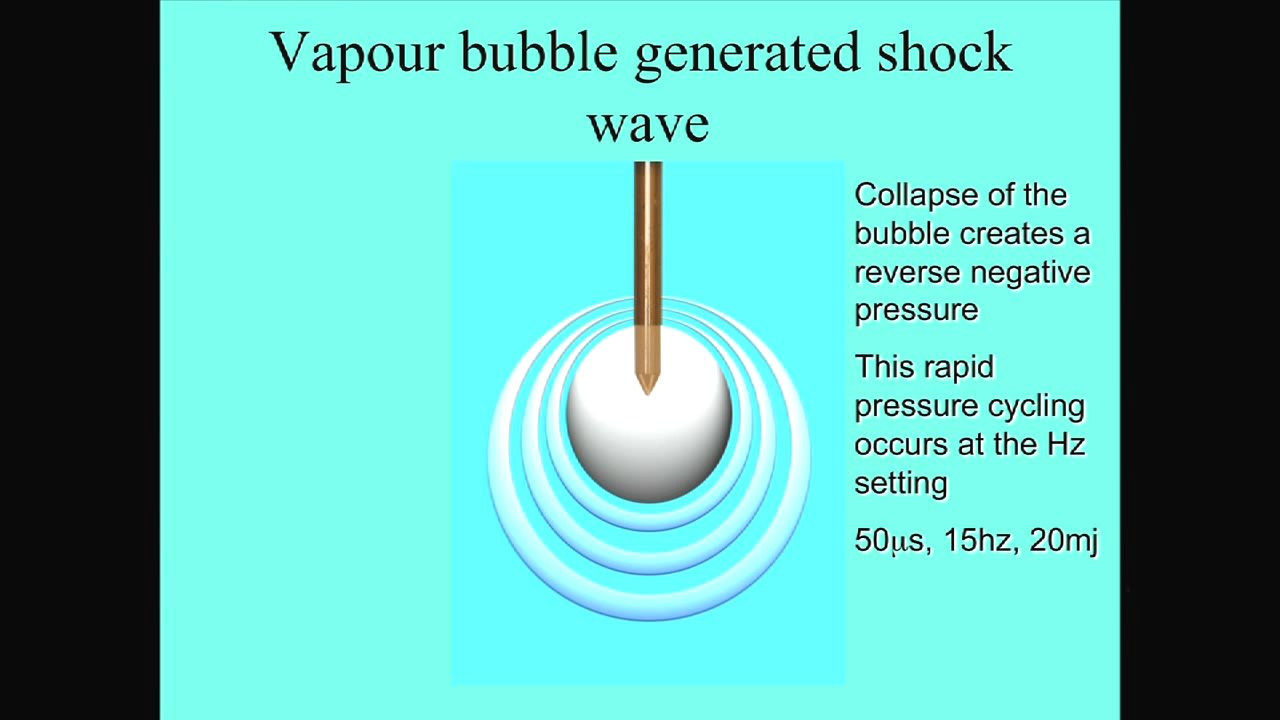 Vapour bubble generated shock
wave
Collapse of the
bubble creates a
reverse negative
pressure
This rapid
pressure cycling
occurs at the Hz
setting
50μs, 15hz, 20mj